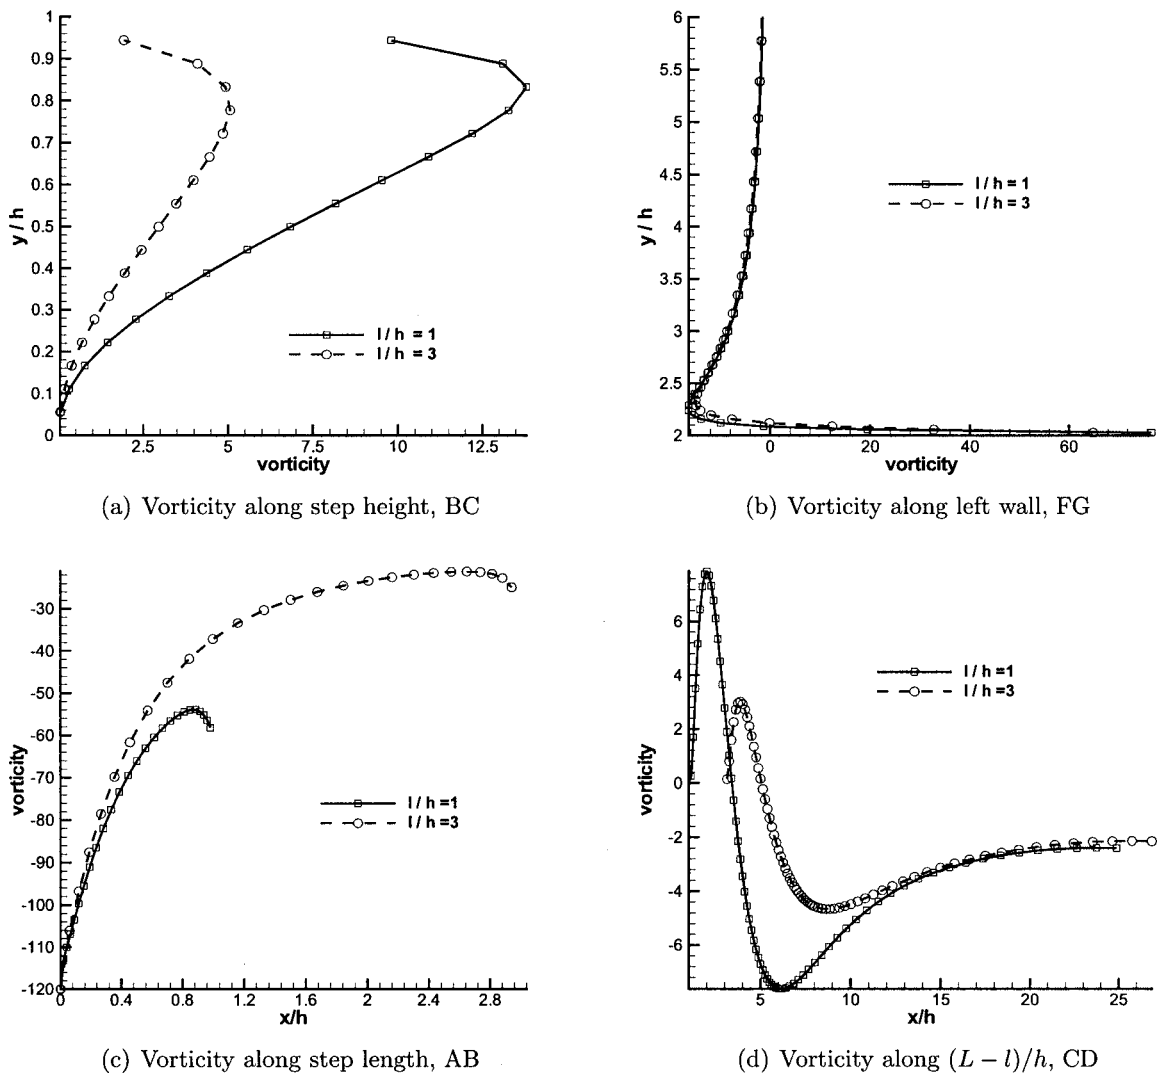 1
0.9
0.8
0.7
0.6
0.5
0.4
0.3
0.2
0.1
0
y / h
2.5
5
7.5
10
12.5
vorticity
l / h = 1
l / h = 3
(a) Vorticity along step height, BC
6
5.5
5
4.5
4
3.5
3
2.5
2
y / h
0
20
40
60
vorticity
l / h = 1
l / h = 3
(b) Vorticity along left wall, FG
-30
-40
-50
-60
-70
-80
-90
-100
-110
-120
vorticity
0
0.4
0.8
1.2
1.6
2
2.4
2.8
x/h
l / h =1
l / h =3
(c) Vorticity along step length, AB
6
4
2
0
-2
-4
-6
vorticity
5
10
15
20
25
x/h
l / h =1
l / h =3
(d) Vorticity along (L − l)/h, CD